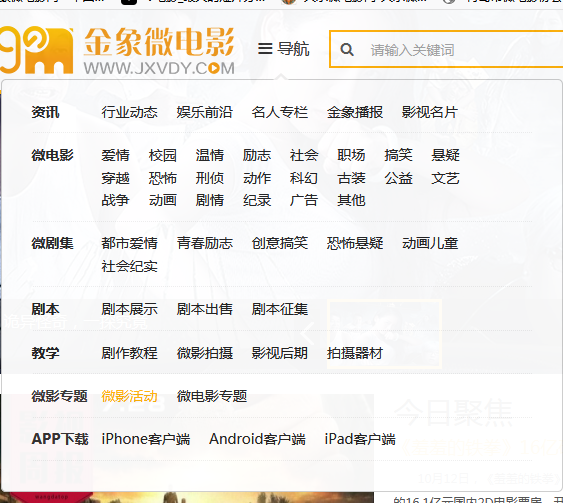 金象微电影
WWW.JXVDY.COM
导航
请输入关键词
资讯 行业动态 娱乐前沿 名人专栏 金象播报 影视名片
微电影 爱情 校园 温情 励志 社会 职场 搞笑 悬疑
穿越 恐怖 刑侦 动作 科幻 古装 公益 文艺
战争 动画 剧情 纪录 广告 其他
微剧集 都市爱情 青春励志 创意搞笑 恐怖悬疑 动画儿童
社会纪实
剧本 剧本展示 剧本出售 剧本征集
教学 剧作教程 微影拍摄 影视后期 拍摄器材
微影专题 微影活动 微电影专题
APP下载 iPhone客户端 Android客户端 iPad客户端
今日聚焦